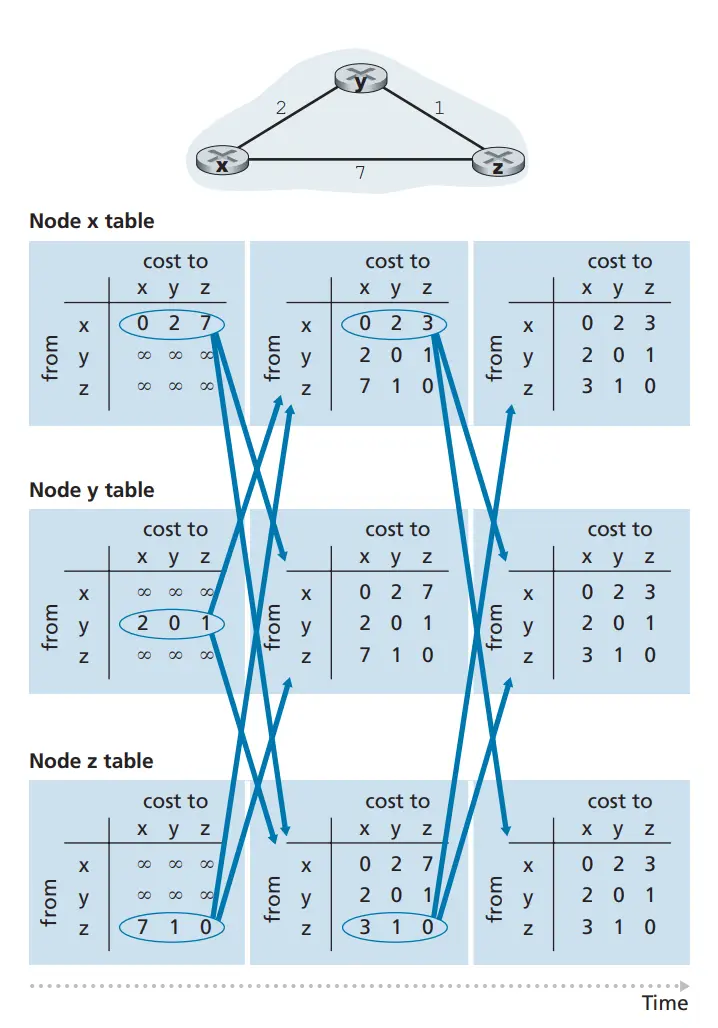 y
2 1
x z
7
Node x table
cost to cost to cost to
x y z x y z x y z
x 0 2 7 x 0 2 3 x 0 2 3
from y ∞ ∞ ∞ from y 2 0 1 from y 2 0 1
z ∞ ∞ ∞ z 7 1 0 z 3 1 0
Node y table
cost to cost to cost to
x y z x y z x y z
x ∞ ∞ ∞ x 0 2 7 x 0 2 3
from y 2 0 1 from y 2 0 1 from y 2 0 1
z ∞ ∞ ∞ z 7 1 0 z 3 1 0
Node z table
cost to cost to cost to
x y z x y z x y z
x ∞ ∞ ∞ x 0 2 7 x 0 2 3
from y ∞ ∞ ∞ from y 2 0 1 from y 2 0 1
z 7 1 0 z 3 1 0 z 3 1 0
Time